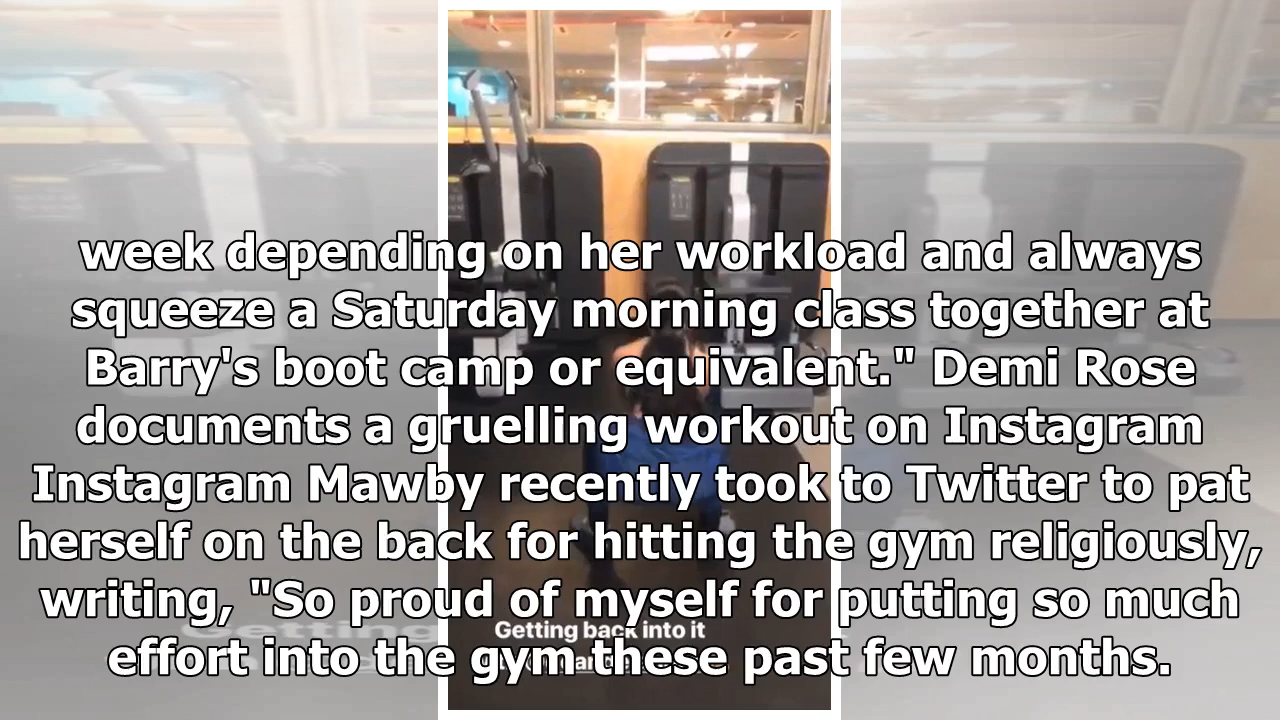 week depending on her workload and always
squeeze a Saturday morning class together at
Barry's boot camp or equivalent." Demi Rose
documents a gruelling workout on Instagram
Instagram Mawby recently took to Twitter to pat
herself on the back for hitting the gym religiously,
writing, "So proud of myself for putting so much
Getting back into it
effort into the gym these past few months.